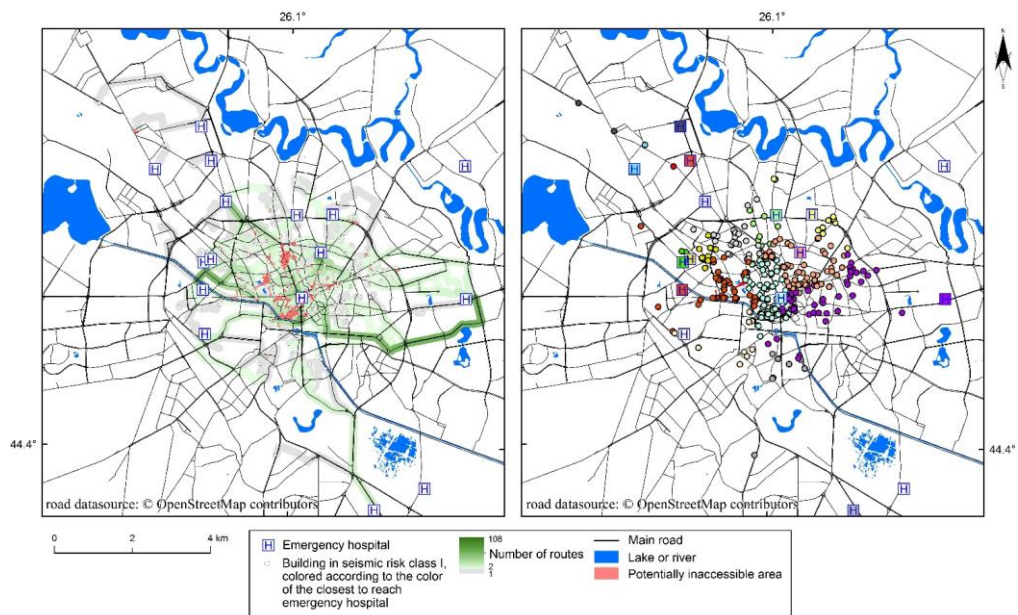 26.1°
26.1°
44.4°
44.4°
road datasource: © OpenStreetMap contributors
road datasource: © OpenStreetMap contributors
0 2 4 km
H Emergency hospital
Building in seismic risk class I,
colored according to the color
of the closest to reach
emergency hospital
108
2
1
Number of routes
Main road
Lake or river
Potentially inaccessible area